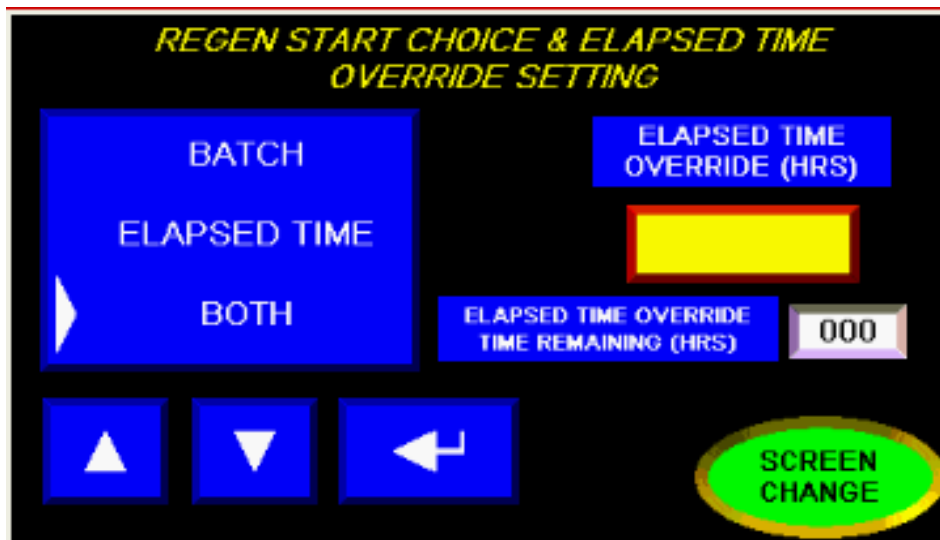 REGEN START CHOICE & ELAPSED TIME
OVERRIDE SETTING
BATCH
ELAPSED TIME
BOTH
ELAPSED TIME
OVERRIDE (HRS)
ELAPSED TIME OVERRIDE
TIME REMAINING (HRS)
000
SCREEN
CHANGE